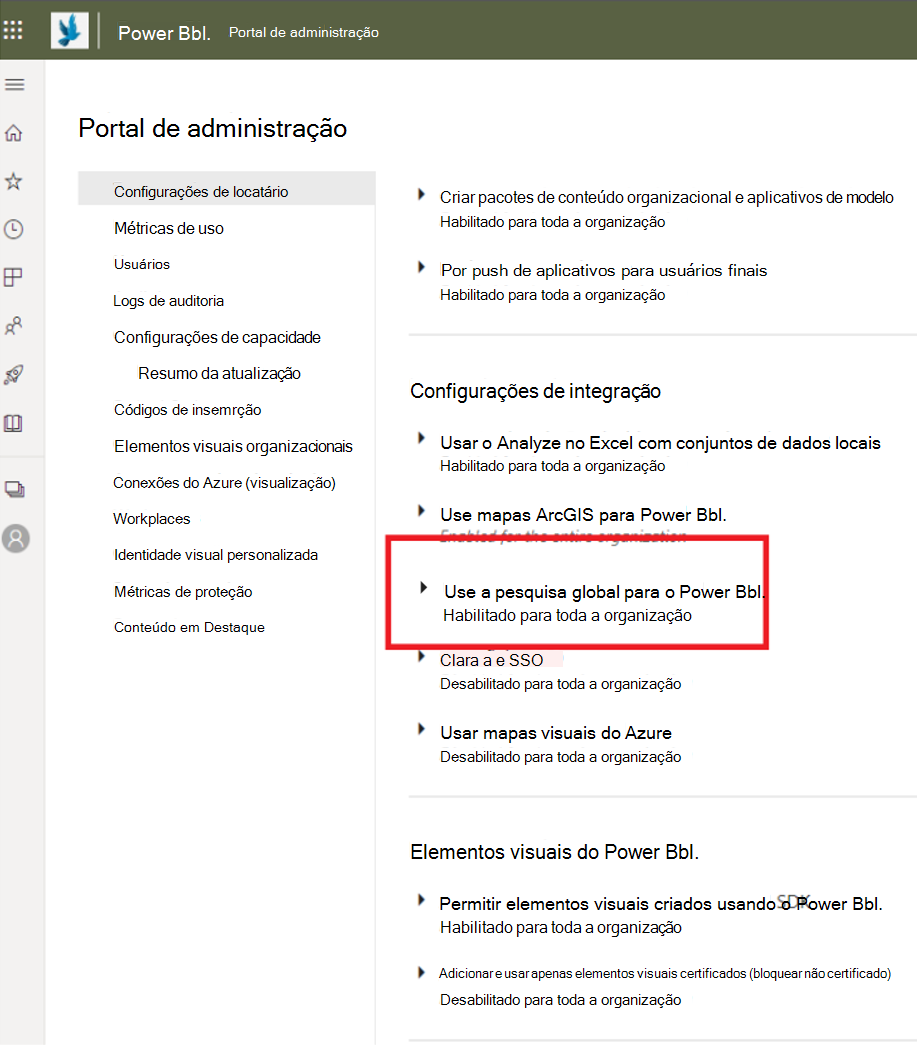 Power Bbl. Portal de administração
Portal de administração
Configurações de locatário
Métricas de uso
Usuários
Logs de auditoria
Configurações de capacidade
Resumo da atualização
Códigos de insemrção
Elementos visuais organizacionais
Conexões do Azure (visualização)
Workplaces
Identidade visual personalizada
Métricas de proteção
Conteúdo em Destaque
Criar pacotes de conteúdo organizacional e aplicativos de modelo
Habilitado para toda a organização
Por push de aplicativos para usuários finais
Habilitado para toda a organização
Configurações de integração
Usar o Analyze no Excel com conjuntos de dados locais
Habilitado para toda a organização
Use mapas ArcGIS para Power Bbl.
Enabled for the entire organization
Use a pesquisa global para o Power Bbl.
Habilitado para toda a organização
Clara a e SSO
Desabilitado para toda a organização
Usar mapas visuais do Azure
Desabilitado para toda a organização
Elementos visuais do Power Bbl.
Permitir elementos visuais criados usando o Power Bbl. SDK
Habilitado para toda a organização
Adicionar e usar apenas elementos visuais certificados (bloquear não certificado)
Desabilitado para toda a organização